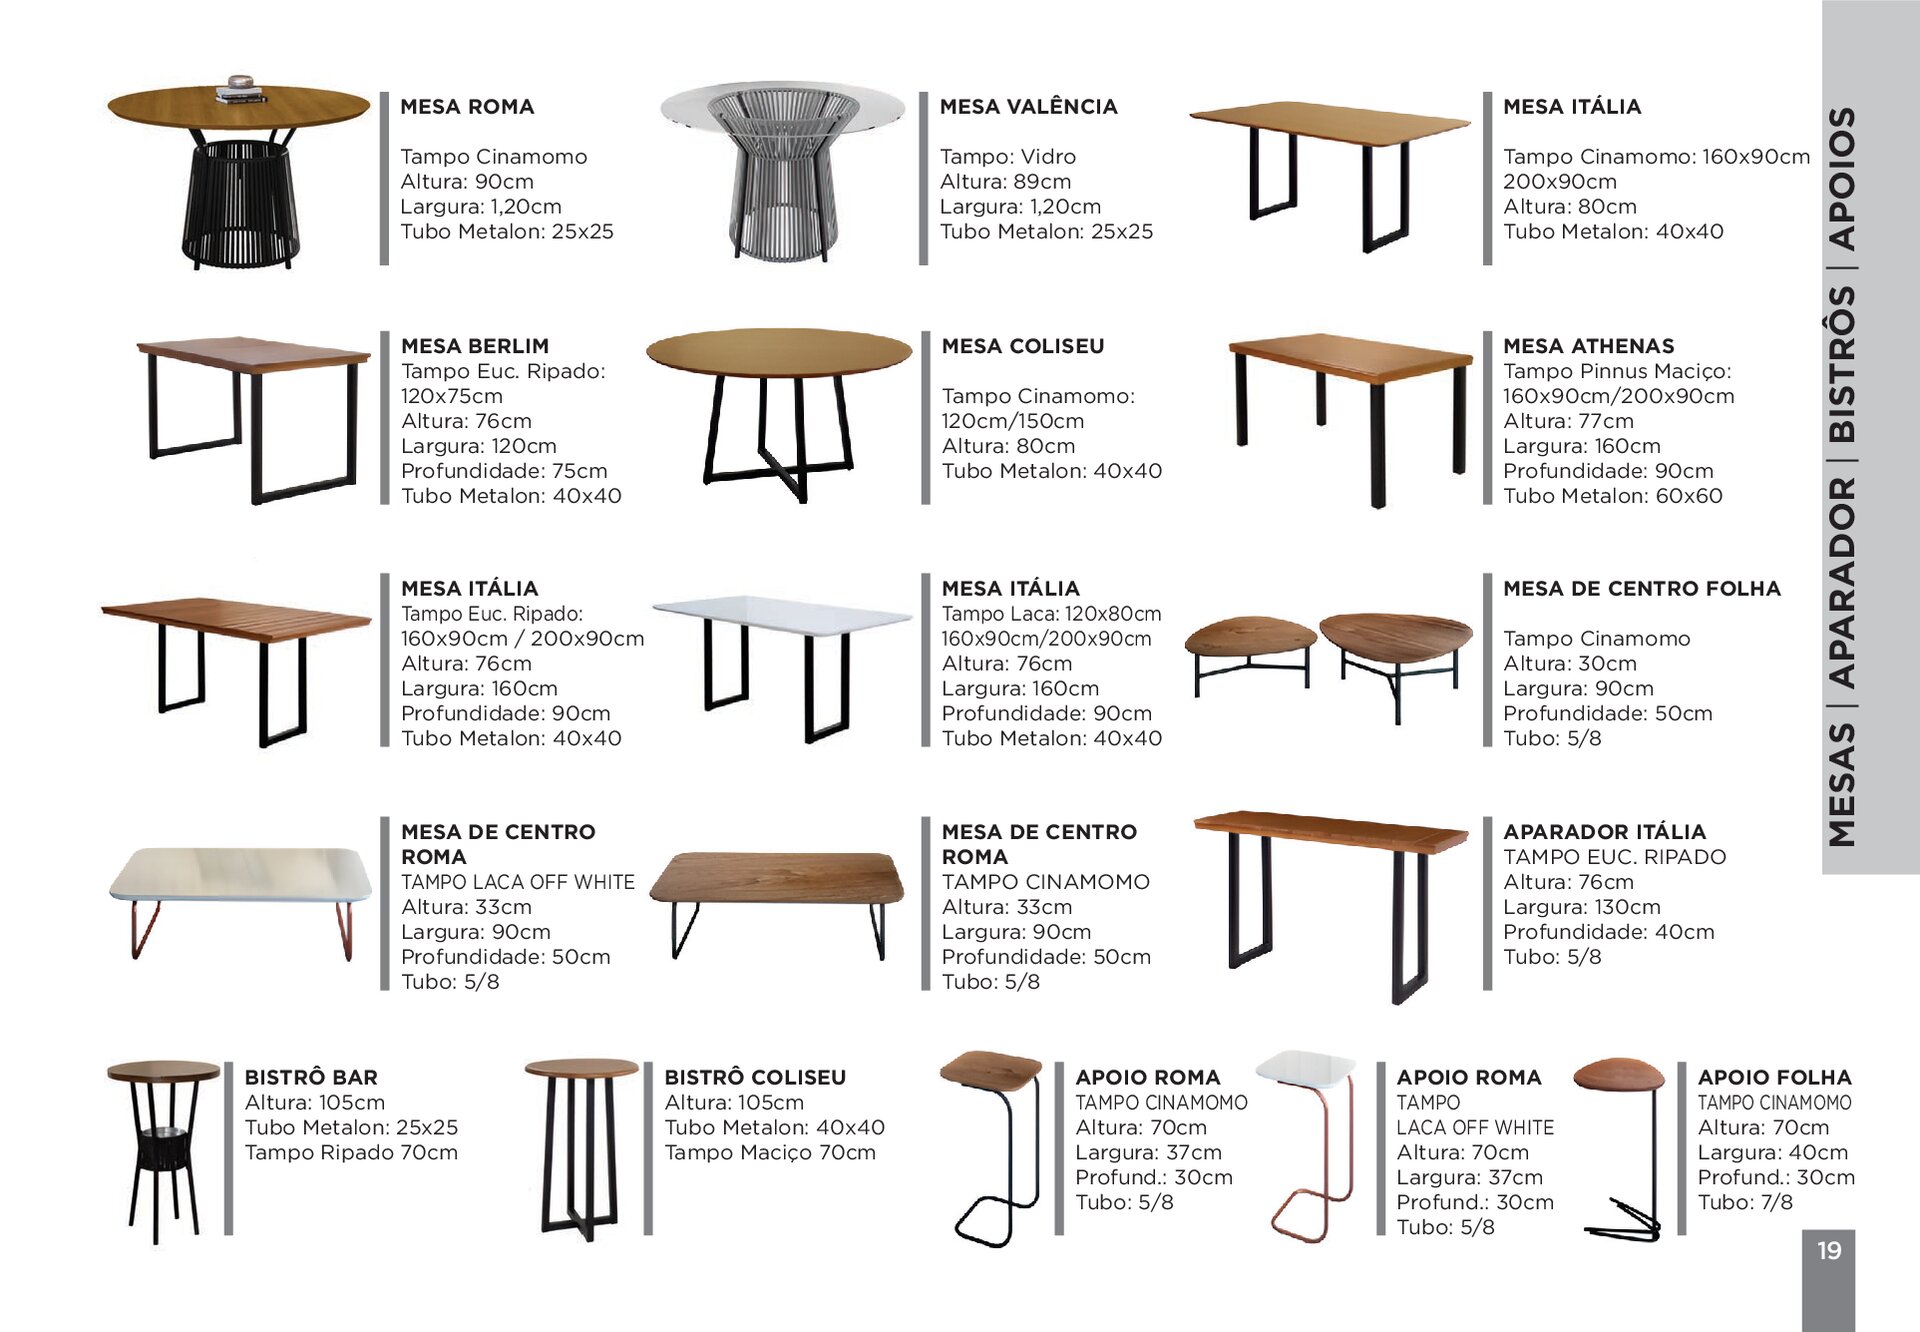 MESA ROMA
Tampo Cinamomo
Altura: 90cm
Largura: 1,20cm
Tubo Metalon: 25x25
MESA VALÊNCIA
Tampo: Vidro
Altura: 89cm
Largura: 1,20cm
Tubo Metalon: 25x25
MESA ITÁLIA
Tampo Cinamomo: 160x90cm
200x90cm
Altura: 80cm
Tubo Metalon: 40x40
MESA BERLIM
Tampo Euc. Ripado:
120x75cm
Altura: 76cm
Largura: 120cm
Profundidade: 75cm
Tubo Metalon: 40x40
MESA COLISEU
Tampo Cinamomo:
120cm/150cm
Altura: 80cm
Tubo Metalon: 40x40
MESA ATHENAS
Tampo Pinnus Maciço:
160x90cm/200x90cm
Altura: 77cm
Largura: 160cm
Profundidade: 90cm
Tubo Metalon: 60x60
MESA ITÁLIA
Tampo Euc. Ripado:
160x90cm / 200x90cm
Altura: 76cm
Largura: 160cm
Profundidade: 90cm
Tubo Metalon: 40x40
MESA ITÁLIA
Tampo Laca: 120x80cm
160x90cm/200x90cm
Altura: 76cm
Largura: 160cm
Profundidade: 90cm
Tubo Metalon: 40x40
MESA DE CENTRO FOLHA
Tampo Cinamomo
Altura: 30cm
Largura: 90cm
Profundidade: 50cm
Tubo: 5/8
MESA DE CENTRO
ROMA
TAMPO LACA OFF WHITE
Altura: 33cm
Largura: 90cm
Profundidade: 50cm
Tubo: 5/8
MESA DE CENTRO
ROMA
TAMPO CINAMOMO
Altura: 33cm
Largura: 90cm
Profundidade: 50cm
Tubo: 5/8
APARADOR ITÁLIA
TAMPO EUC. RIPADO
Altura: 76cm
Largura: 130cm
Profundidade: 40cm
Tubo: 5/8
BISTRÔ BAR
Altura: 105cm
Tubo Metalon: 25x25
Tampo Ripado 70cm
BISTRÔ COLISEU
Altura: 105cm
Tubo Metalon: 40x40
Tampo Maciço 70cm
APOIO ROMA
TAMPO CINAMOMO
Altura: 70cm
Largura: 37cm
Profund.: 30cm
Tubo: 5/8
APOIO ROMA
TAMPO
LACA OFF WHITE
Altura: 70cm
Largura: 37cm
Profund.: 30cm
Tubo: 5/8
APOIO FOLHA
TAMPO CINAMOMO
Altura: 70cm
Largura: 40cm
Profund.: 30cm
Tubo: 7/8
MESAS | APARADOR | BISTRÔS | APOIOS
19